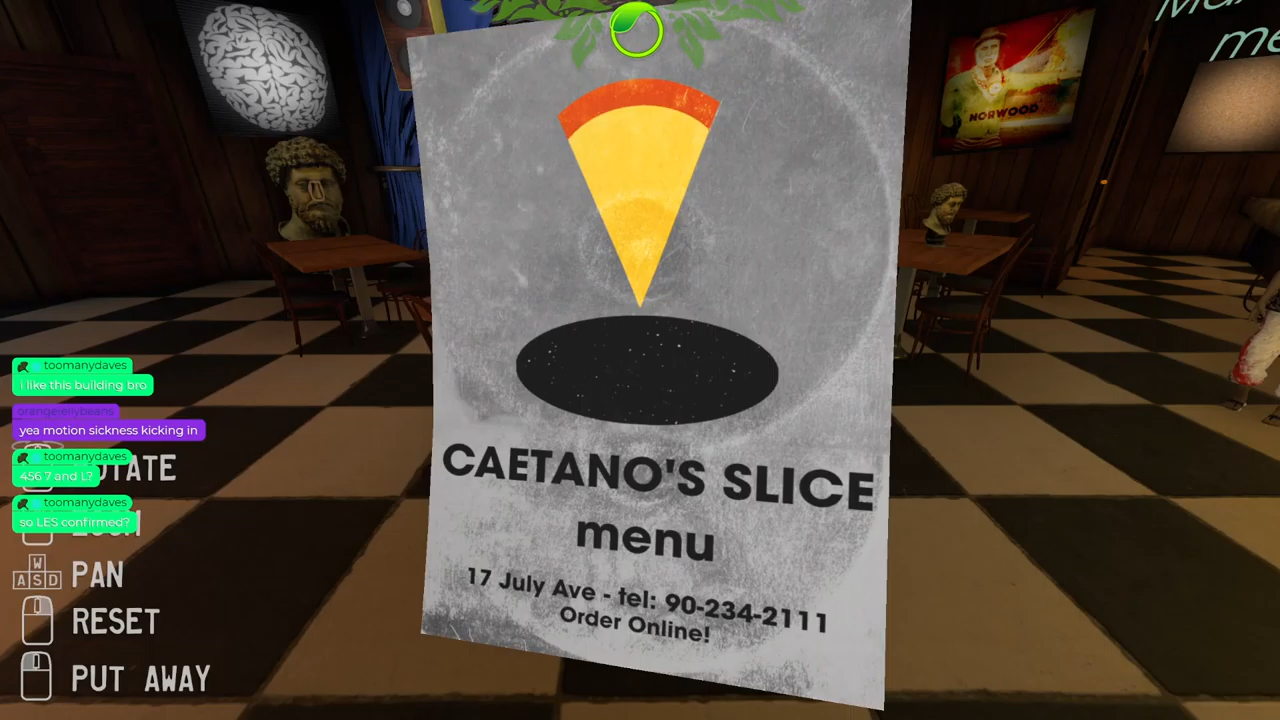 NORWOOD
me
toomanydaves
i like this building bro
orangejellybeans
yea motion sickness kicking in
toomanydaves
456 7 and L?
toomanydaves
so LES confirmed?
W
A S D
PAN
RESET
PUT AWAY
CAETANO'S SLICE
menu
17 July Ave - tel: 90-234-2111
Order Online!